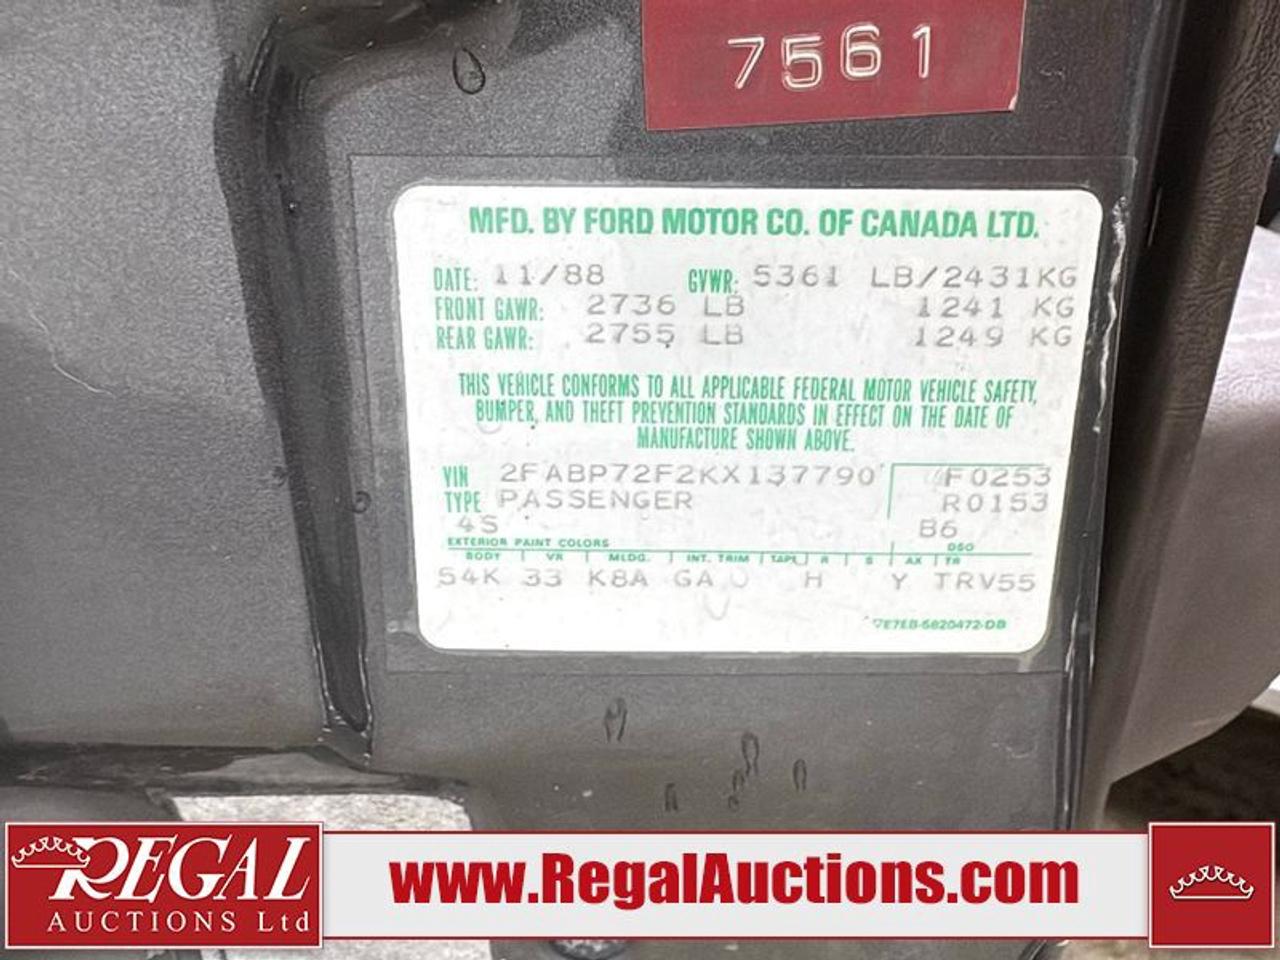 7561
MFD. BY FORD MOTOR CO. OF CANADA LTD.
DATE: 11/88 GVWR: 5361 LB/2431KG
FRONT GAWR: 2736 LB 1241 KG
REAR GAWR: 2755 LB 1249 KG
THIS VEHICLE CONFORMS TO ALL APPLICABLE FEDERAL MOTOR VEHICLE SAFETY,
BUMPER, AND THEFT PREVENTION STANDARDS IN EFFECT ON THE DATE OF
MANUFACTURE SHOWN ABOVE.
VIN 2FABP72F2KX137790 F0253
TYPE PASSENGER R0153
4S B6
EXTERIOR PAINT COLORS DSO
BODY VR MLDG. INT. TRIM TAPE R S AX TR
54K 33 K8A GA H Y TRV55
E7EB-5820472-DB
REGAL
AUCTIONS Ltd
www.RegalAuctions.com